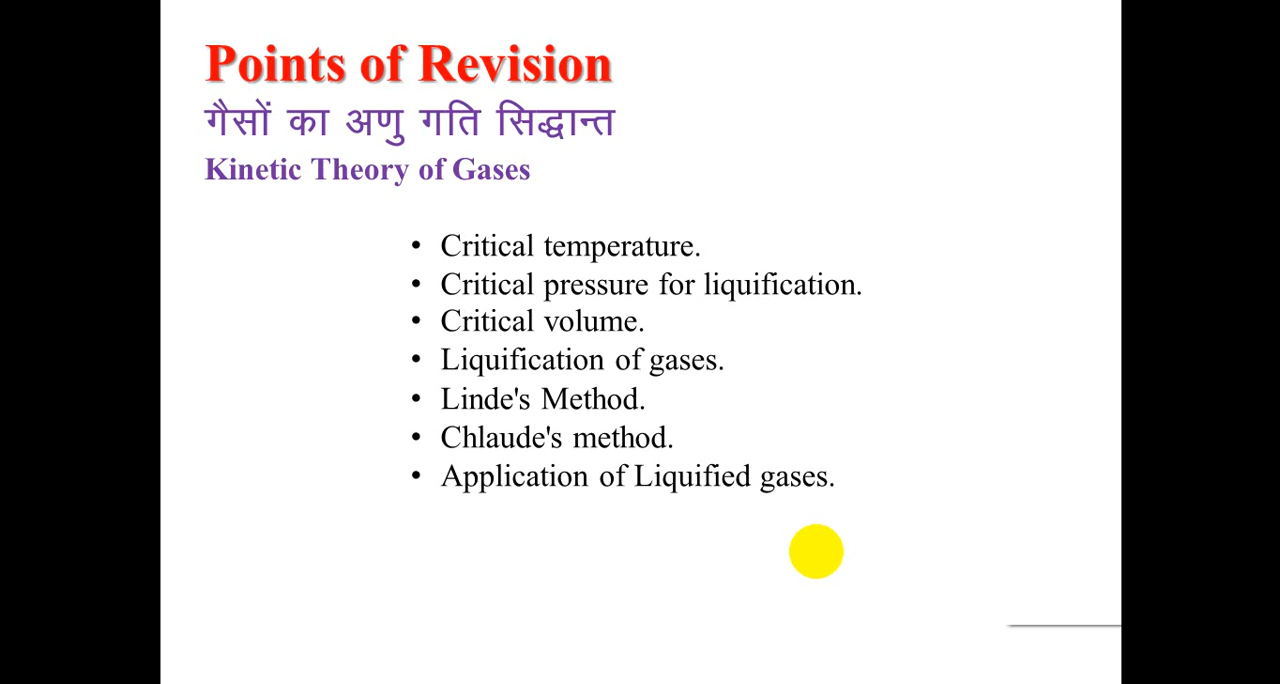 Points of Revision
गैसों का अणु गति सिद्धान्त
Kinetic Theory of Gases
• Critical temperature.
• Critical pressure for liquification.
• Critical volume.
• Liquification of gases.
• Linde's Method.
• Chlaude's method.
• Application of Liquified gases.